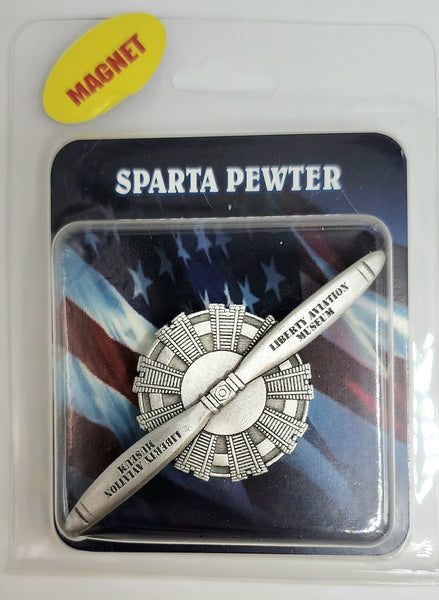 MAGNET
SPARTA PEWTER
LIBERTY AVIATION
MUSEUM
LIBERTY AVIATION
MUSEUM